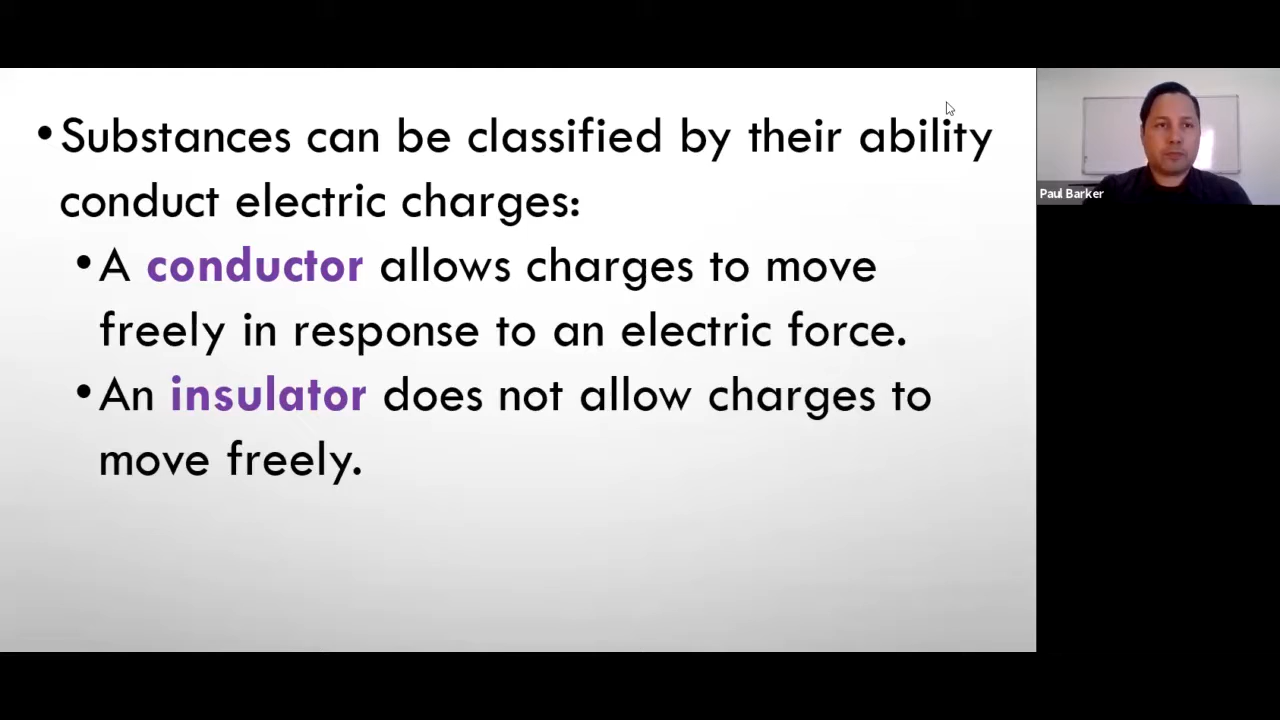 • Substances can be classified by their ability
conduct electric charges:
• A conductor allows charges to move
freely in response to an electric force.
• An insulator does not allow charges to
move freely.
Paul Barker